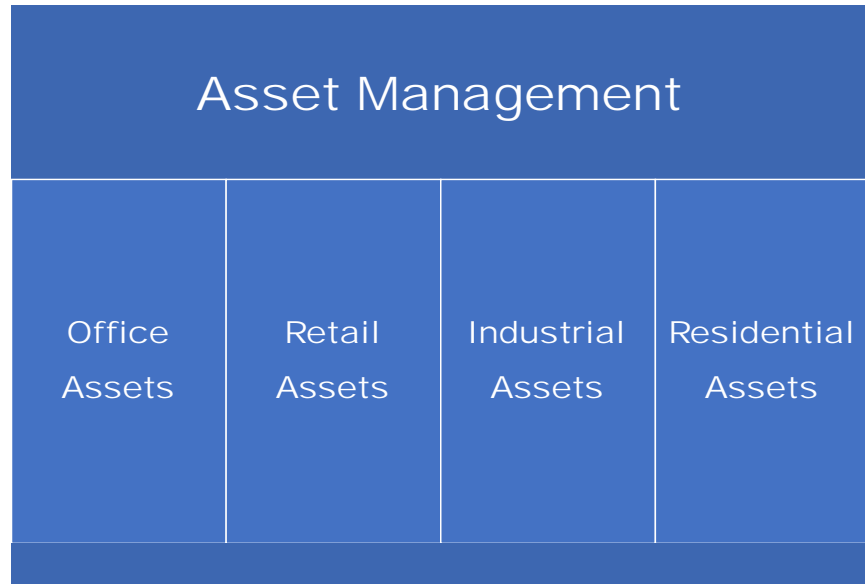 Asset Management
Office
Assets
Retail
Assets
Industrial
Assets
Residential
Assets